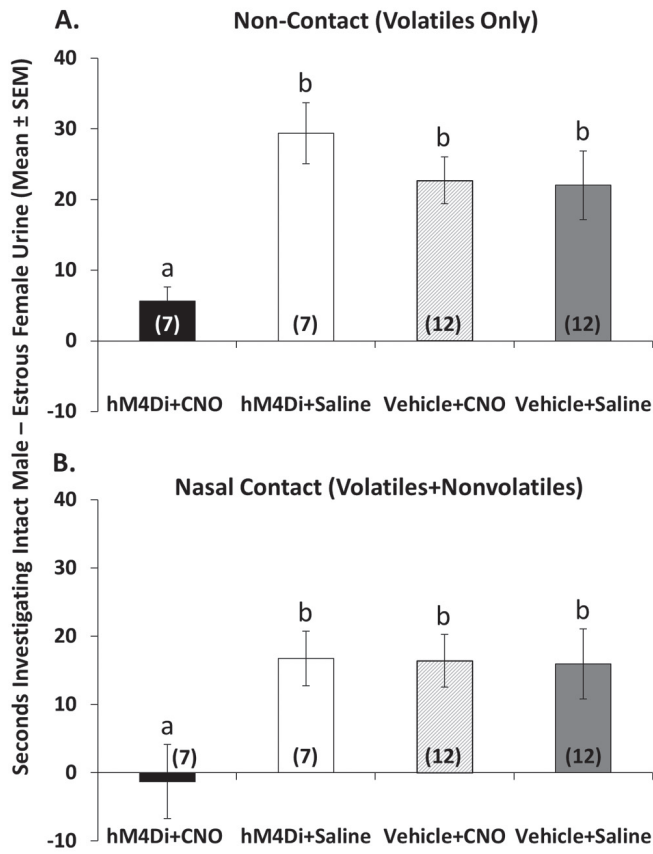 A.
Non-Contact (Volatiles Only)
Seconds Investigating Intact Male – Estrous Female Urine (Mean ± SEM)
40
30
20
10
0
-10
a
b
b
b
(7)
(7)
(12)
(12)
hM4Di+CNO
hM4Di+Saline
Vehicle+CNO
Vehicle+Saline
B.
Nasal Contact (Volatiles+Nonvolatiles)
40
30
20
10
0
-10
a
b
b
b
(7)
(7)
(12)
(12)
hM4Di+CNO
hM4Di+Saline
Vehicle+CNO
Vehicle+Saline